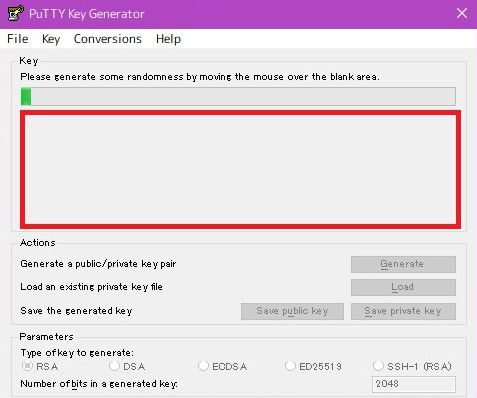 PuTTY Key Generator
File Key Conversions Help
Key
Please generate some randomness by moving the mouse over the blank area.
Actions
Generate a public/private key pair
Generate
Load an existing private key file
Load
Save the generated key
Save public key
Save private key
Parameters
Type of key to generate:
RSA DSA ECDSA ED25519 SSH-1 (RSA)
Number of bits in a generated key:
2048